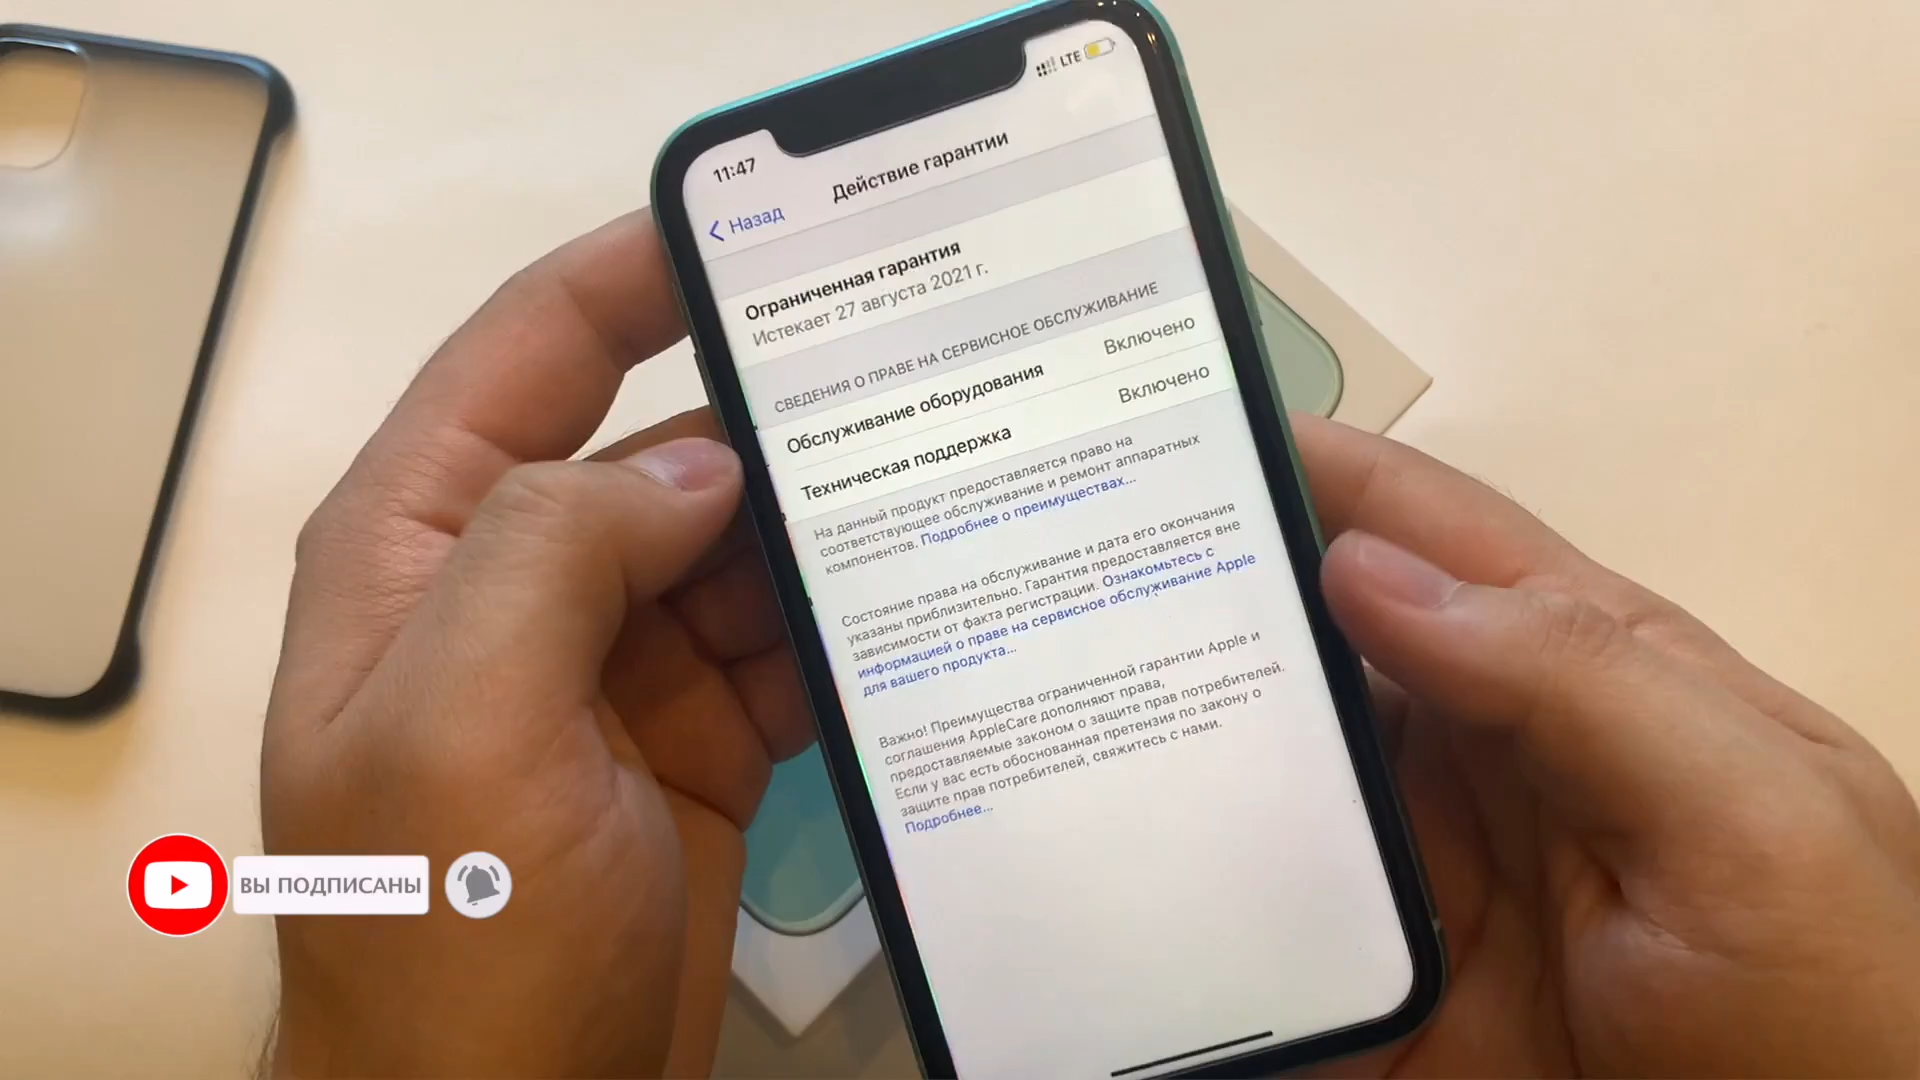 11:47
LTE
Назад
Действие гарантии
Ограниченная гарантия
Истекает 27 августа 2021 г.
СВЕДЕНИЯ О ПРАВЕ НА СЕРВИСНОЕ ОБСЛУЖИВАНИЕ
Обслуживание оборудования Включено
Техническая поддержка Включено
На данный продукт предоставляется право на
соответствующее обслуживание и ремонт аппаратных
компонентов. Подробнее о преимуществах...
Состояние права на обслуживание и дата его окончания
указаны приблизительно. Гарантия предоставляется вне
зависимости от факта регистрации. Ознакомьтесь с
информацией о праве на сервисное обслуживание Apple
для вашего продукта...
Важно! Преимущества ограниченной гарантии Apple и
соглашения AppleCare дополняют права,
предоставляемые законом о защите прав потребителей.
Если у вас есть обоснованная претензия по закону о
защите прав потребителей, свяжитесь с нами.
Подробнее...
ВЫ ПОДПИСАНЫ